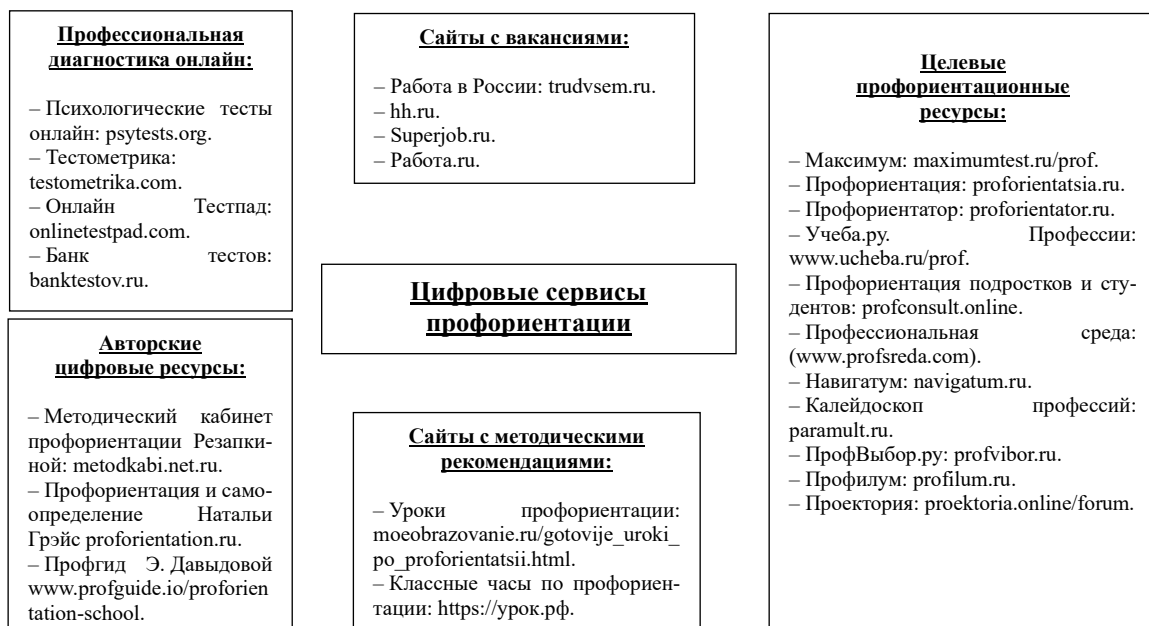 Профессиональная
диагностика онлайн:
– Психологические тесты
онлайн: psytests.org.
– Тестометрика:
testometrika.com.
– Онлайн Тестпад:
onlinetestpad.com.
– Банк тестов:
banktestov.ru.
Авторские
цифровые ресурсы:
– Методический кабинет
профориентации Резапки-
ной: metodkabi.net.ru.
– Профориентация и само-
определение Натальи
Грэйс proforientation.ru.
– Профгид Э. Давыдовой
www.profguide.io/proforien
tation-school.
Сайты с вакансиями:
– Работа в России: trudvsem.ru.
– hh.ru.
– Superjob.ru.
– Работа.ru.
Цифровые сервисы
профориентации
Сайты с методическими
рекомендациями:
– Уроки профориентации:
moeobrazovanie.ru/gotovije_uroki_
po_proforientatsii.html.
– Классные часы по профориен-
тации: https://урок.рф.
Целевые
профориентационные
ресурсы:
– Максимум: maximumtest.ru/prof.
– Профориентация: proforientatsia.ru.
– Профориентатор: proforientator.ru.
– Учеба.ру. Профессии:
www.ucheba.ru/prof.
– Профориентация подростков и сту-
дентов: profconsult.online.
– Профессиональная среда:
(www.profsreda.com).
– Навигатум: navigatum.ru.
– Калейдоскоп профессий:
paramult.ru.
– ПрофВыбор.ру: profvibor.ru.
– Профилум: profilum.ru.
– Проектория: proektoria.online/forum.